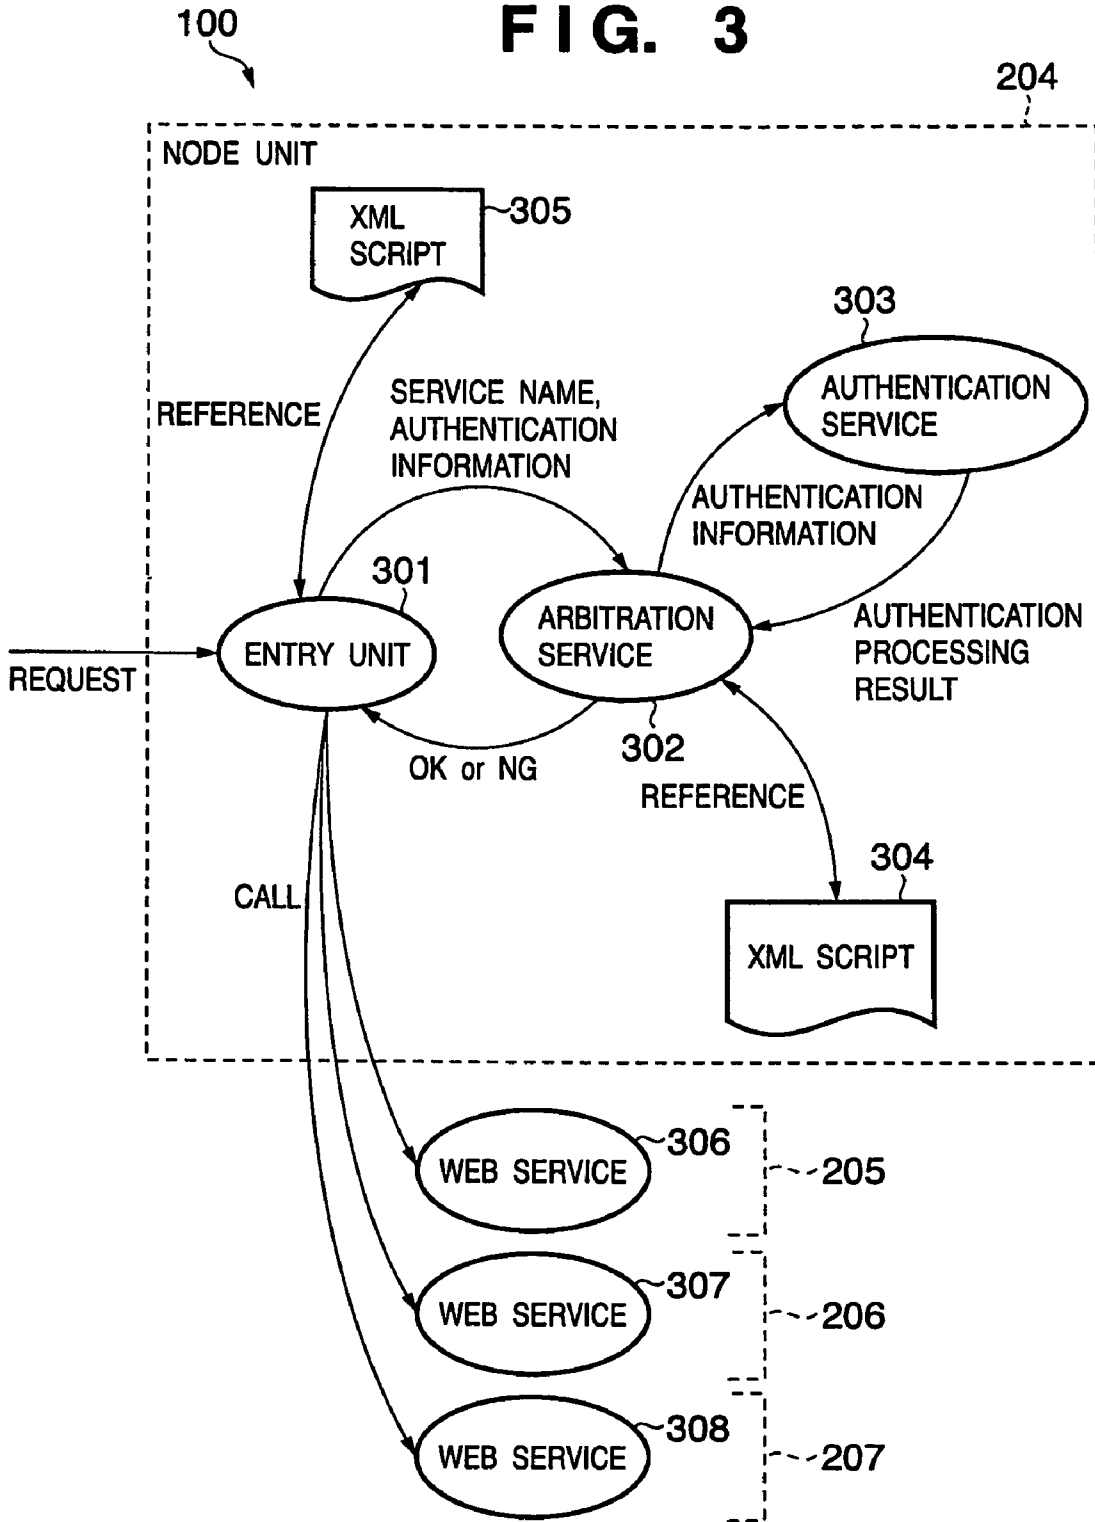 FIG. 3
100
204
NODE UNIT
XML
SCRIPT
305
303
REFERENCE
SERVICE NAME,
AUTHENTICATION
INFORMATION
AUTHENTICATION
SERVICE
AUTHENTICATION
INFORMATION
301
ENTRY UNIT
ARBITRATION
SERVICE
AUTHENTICATION
PROCESSING
RESULT
REQUEST
302
OK or NG
REFERENCE
304
CALL
XML SCRIPT
306
WEB SERVICE
205
307
WEB SERVICE
206
308
WEB SERVICE
207